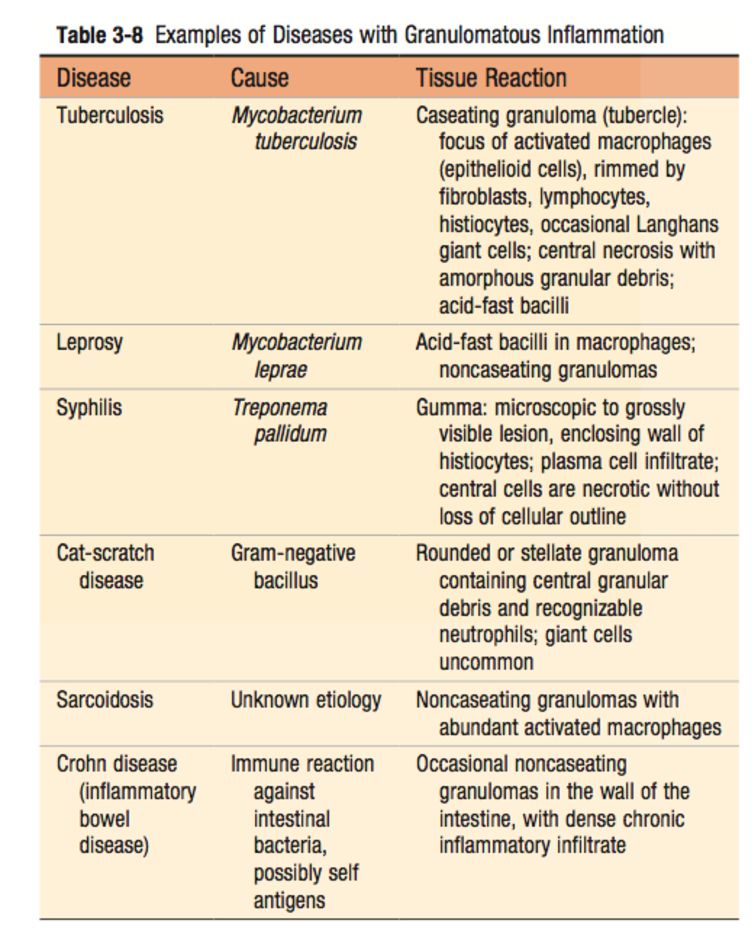 Table 3-8 Examples of Diseases with Granulomatous Inflammation
Disease Cause Tissue Reaction
Tuberculosis
Mycobacterium
tuberculosis
Caseating granuloma (tubercle):
focus of activated macrophages
(epithelioid cells), rimmed by
fibroblasts, lymphocytes,
histiocytes, occasional Langhans
giant cells; central necrosis with
amorphous granular debris;
acid-fast bacilli
Leprosy
Mycobacterium
leprae
Acid-fast bacilli in macrophages;
noncaseating granulomas
Syphilis
Treponema
pallidum
Gumma: microscopic to grossly
visible lesion, enclosing wall of
histiocytes; plasma cell infiltrate;
central cells are necrotic without
loss of cellular outline
Cat-scratch
disease
Gram-negative
bacillus
Rounded or stellate granuloma
containing central granular
debris and recognizable
neutrophils; giant cells
uncommon
Sarcoidosis
Unknown etiology
Noncaseating granulomas with
abundant activated macrophages
Crohn disease
(inflammatory
bowel
disease)
Immune reaction
against
intestinal
bacteria,
possibly self
antigens
Occasional noncaseating
granulomas in the wall of the
intestine, with dense chronic
inflammatory infiltrate